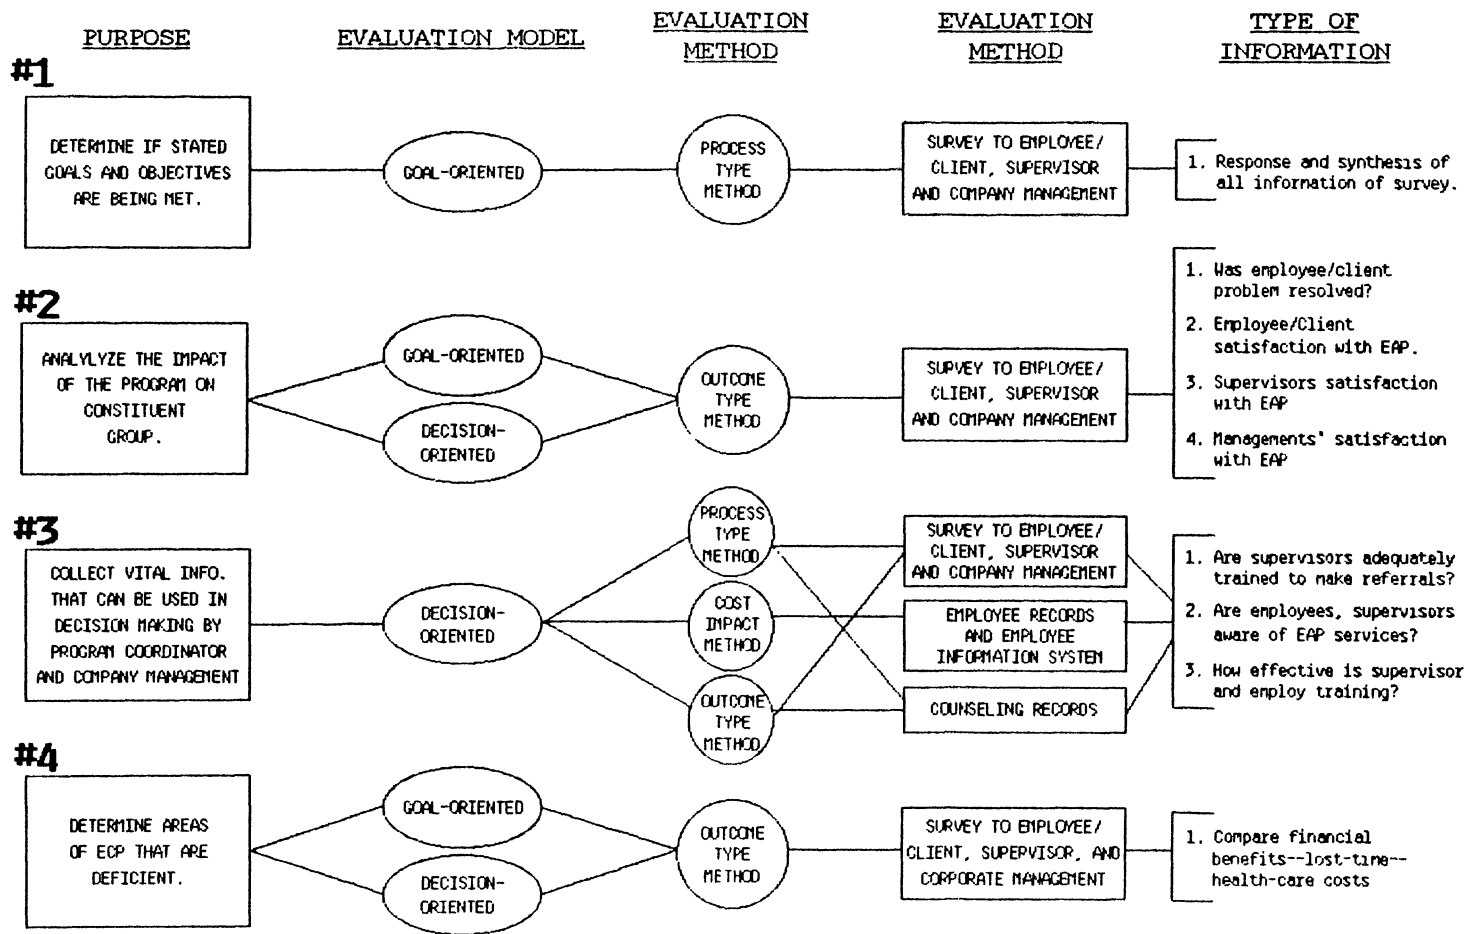 PURPOSE
EVALUATION MODEL
EVALUATION
METHOD
EVALUATION
METHOD
TYPE OF
INFORMATION
#1
DETERMINE IF STATED
GOALS AND OBJECTIVES
ARE BEING MET.
GOAL-ORIENTED
PROCESS
TYPE
METHOD
SURVEY TO EMPLOYEE/
CLIENT, SUPERVISOR
AND COMPANY MANAGEMENT
1. Response and synthesis of
all information of survey.
#2
ANALYLYZE THE IMPACT
OF THE PROGRAM ON
CONSTITUENT
GROUP.
GOAL-ORIENTED
DECISION-
ORIENTED
OUTCOME
TYPE
METHOD
SURVEY TO EMPLOYEE/
CLIENT, SUPERVISOR
AND COMPANY MANAGEMENT
1. Was employee/client
problem resolved?
2. Employee/Client
satisfaction with EAP.
3. Supervisors satisfaction
with EAP
4. Managements' satisfaction
with EAP
#3
COLLECT VITAL INFO.
THAT CAN BE USED IN
DECISION MAKING BY
PROGRAM COORDINATOR
AND COMPANY MANAGEMENT
DECISION-
ORIENTED
PROCESS
TYPE
METHOD
COST
IMPACT
METHOD
OUTCOME
TYPE
METHOD
SURVEY TO EMPLOYEE/
CLIENT, SUPERVISOR
AND COMPANY MANAGEMENT
EMPLOYEE RECORDS
AND EMPLOYEE
INFORMATION SYSTEM
COUNSELING RECORDS
1. Are supervisors adequately
trained to make referrals?
2. Are employees, supervisors
aware of EAP services?
3. How effective is supervisor
and employ training?
#4
DETERMINE AREAS
OF ECP THAT ARE
DEFICIENT.
GOAL-ORIENTED
DECISION-
ORIENTED
OUTCOME
TYPE
METHOD
SURVEY TO EMPLOYEE/
CLIENT, SUPERVISOR, AND
CORPORATE MANAGEMENT
1. Compare financial
benefits--lost-time--
health-care costs